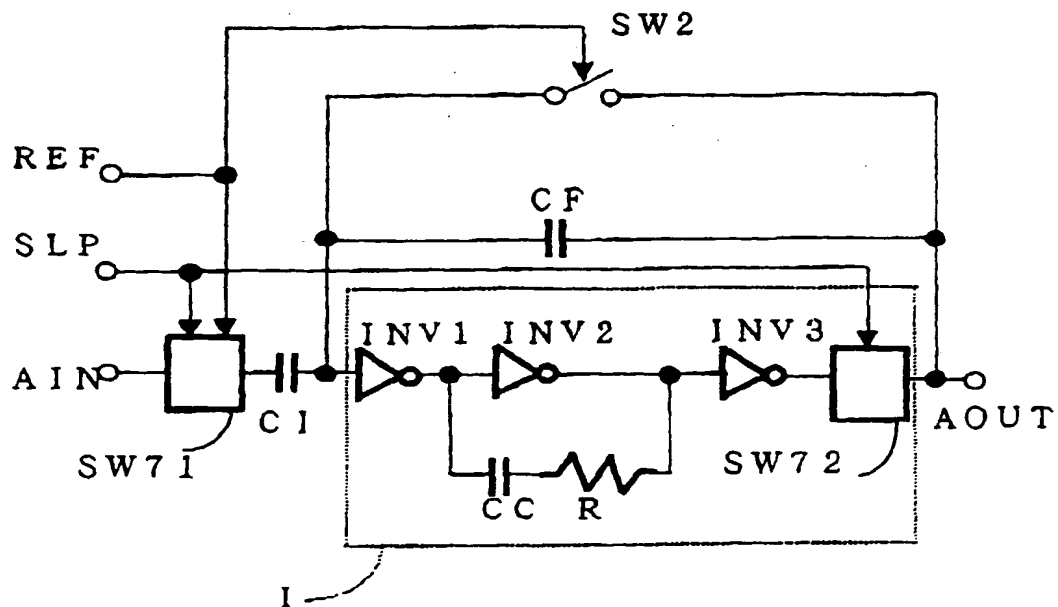 SW2
REF
CF
SLP
INV1
INV2
INV3
AIN
CI
AOUT
SW71
SW72
CC
R
I